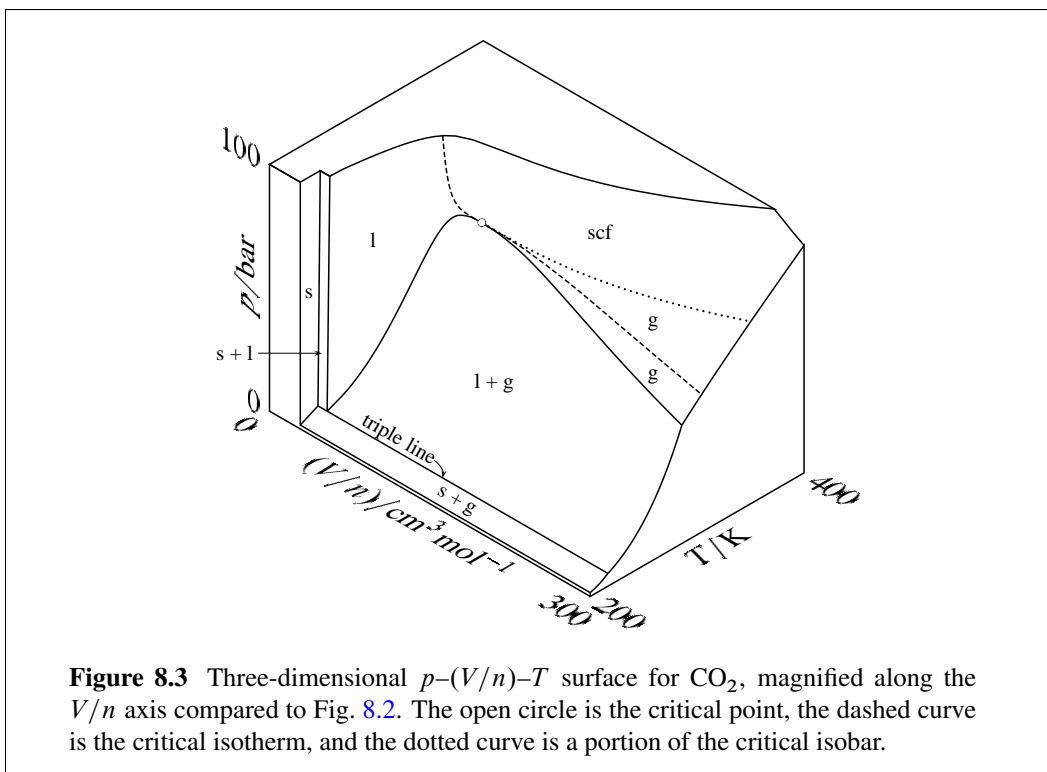 100
p/bar
0
0
(V/n)/cm³ mol⁻¹
300
200
T/K
400
s
s + l
l
scf
g
g
l + g
triple line
s + g
Figure 8.3 Three-dimensional p–(V/n)–T surface for CO₂, magnified along the
V/n axis compared to Fig. 8.2. The open circle is the critical point, the dashed curve
is the critical isotherm, and the dotted curve is a portion of the critical isobar.